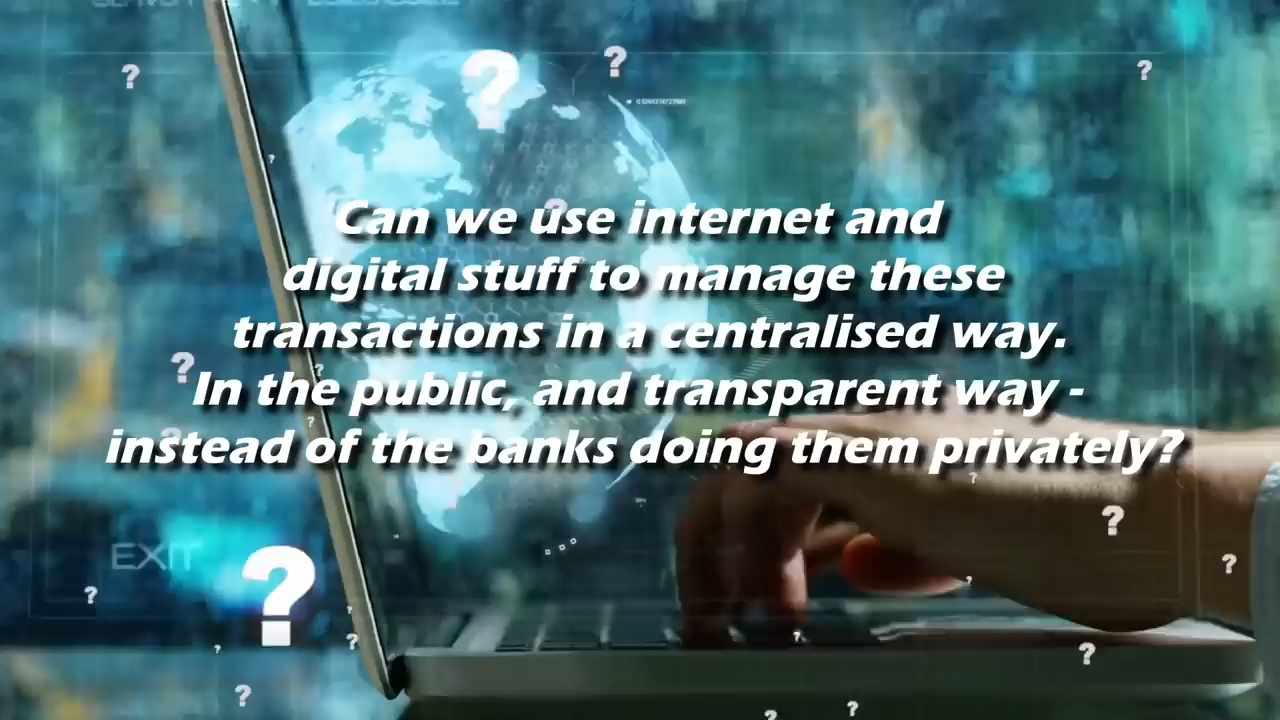 Can we use internet and
digital stuff to manage these
transactions in a centralised way.
In the public, and transparent way -
instead of the banks doing them privately?
EXIT